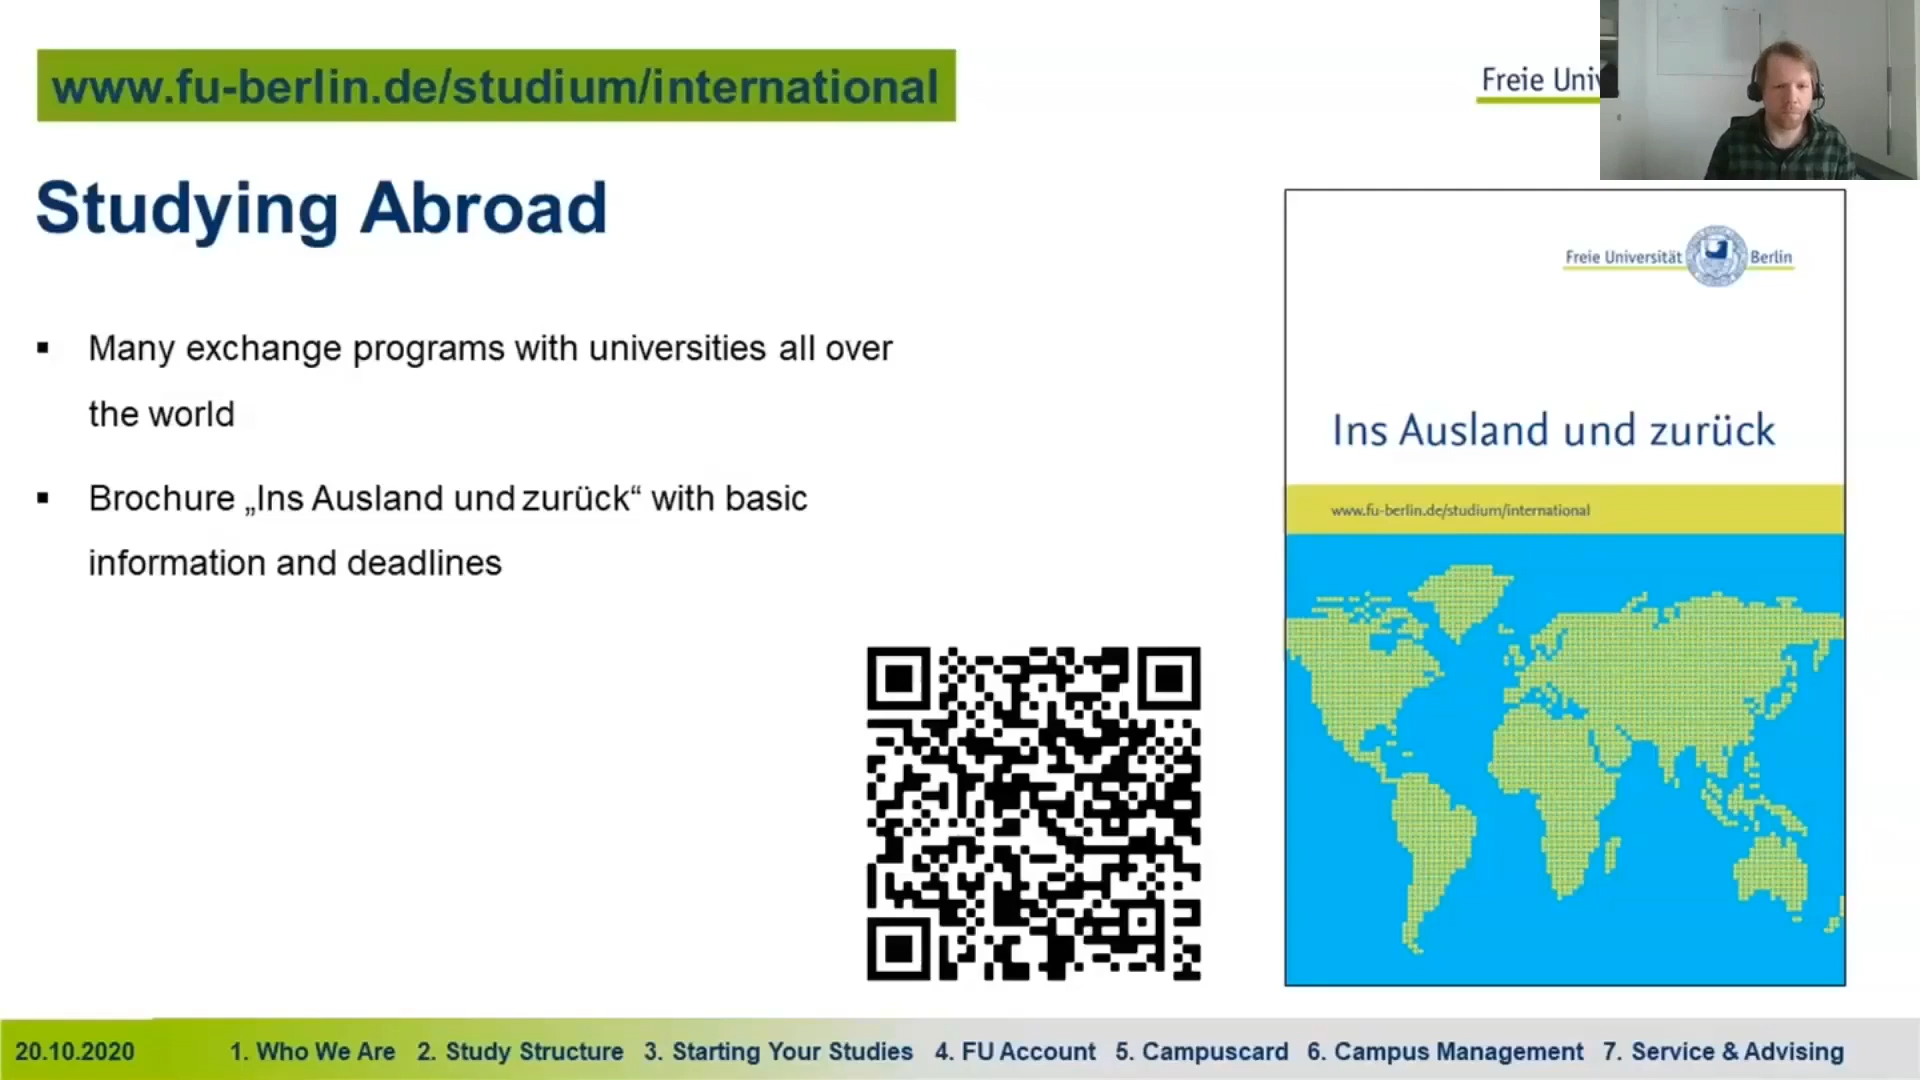 www.fu-berlin.de/studium/international
Freie Univ
Studying Abroad
▪ Many exchange programs with universities all over
the world
▪ Brochure „Ins Ausland und zurück“ with basic
information and deadlines
Freie Universität Berlin
Ins Ausland und zurück
www.fu-berlin.de/studium/international
20.10.2020 1. Who We Are 2. Study Structure 3. Starting Your Studies 4. FU Account 5. Campuscard 6. Campus Management 7. Service & Advising